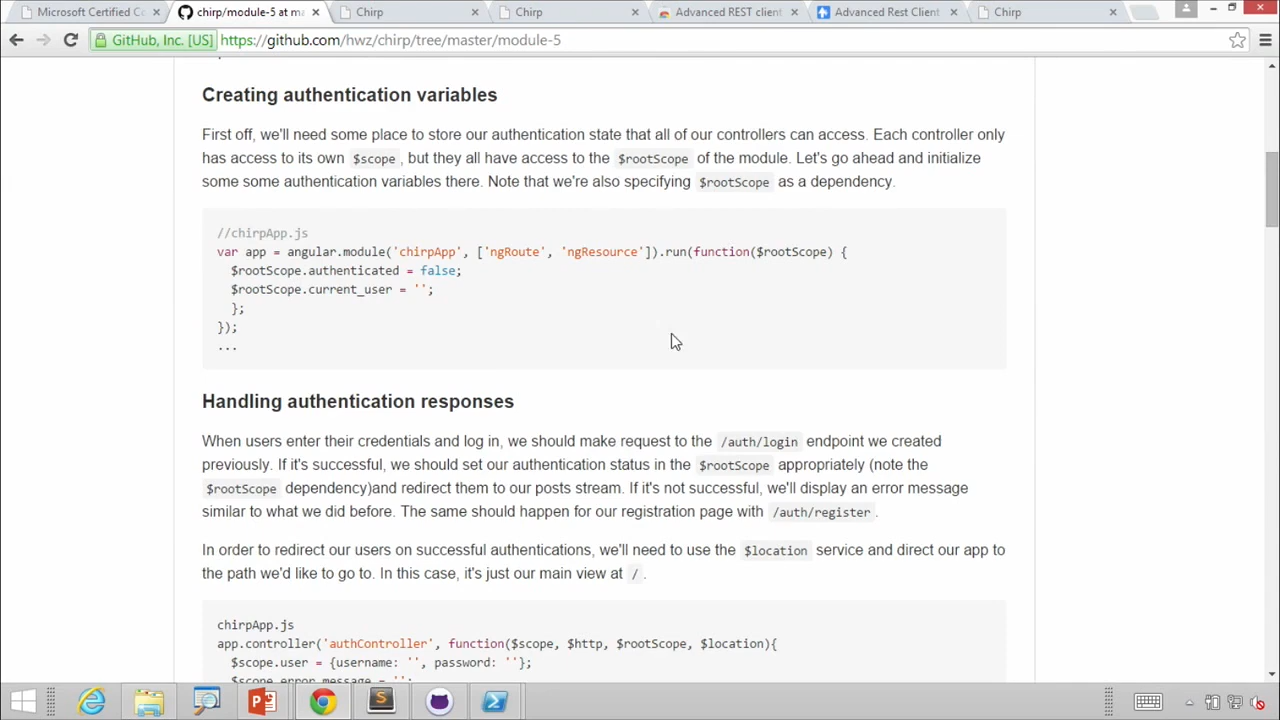 Microsoft Certified Co
chirp/module-5 at ma
Chirp
Chirp
Advanced REST client
Advanced Rest Client
Chirp
GitHub, Inc. [US]
https://github.com/hwz/chirp/tree/master/module-5
Creating authentication variables
First off, we'll need some place to store our authentication state that all of our controllers can access. Each controller only
has access to its own $scope, but they all have access to the $rootScope of the module. Let's go ahead and initialize
some some authentication variables there. Note that we're also specifying $rootScope as a dependency.
//chirpApp.js
var app = angular.module('chirpApp', ['ngRoute', 'ngResource']).run(function($rootScope) {
$rootScope.authenticated = false;
$rootScope.current_user = '';
};
});
...
Handling authentication responses
When users enter their credentials and log in, we should make request to the /auth/login endpoint we created
previously. If it's successful, we should set our authentication status in the $rootScope appropriately (note the
$rootScope dependency)and redirect them to our posts stream. If it's not successful, we'll display an error message
similar to what we did before. The same should happen for our registration page with /auth/register.
In order to redirect our users on successful authentications, we'll need to use the $location service and direct our app to
the path we'd like to go to. In this case, it's just our main view at /.
chirpApp.js
app.controller('authController', function($scope, $http, $rootScope, $location){
$scope.user = {username: '', password: ''};
$scope.error_message = '';